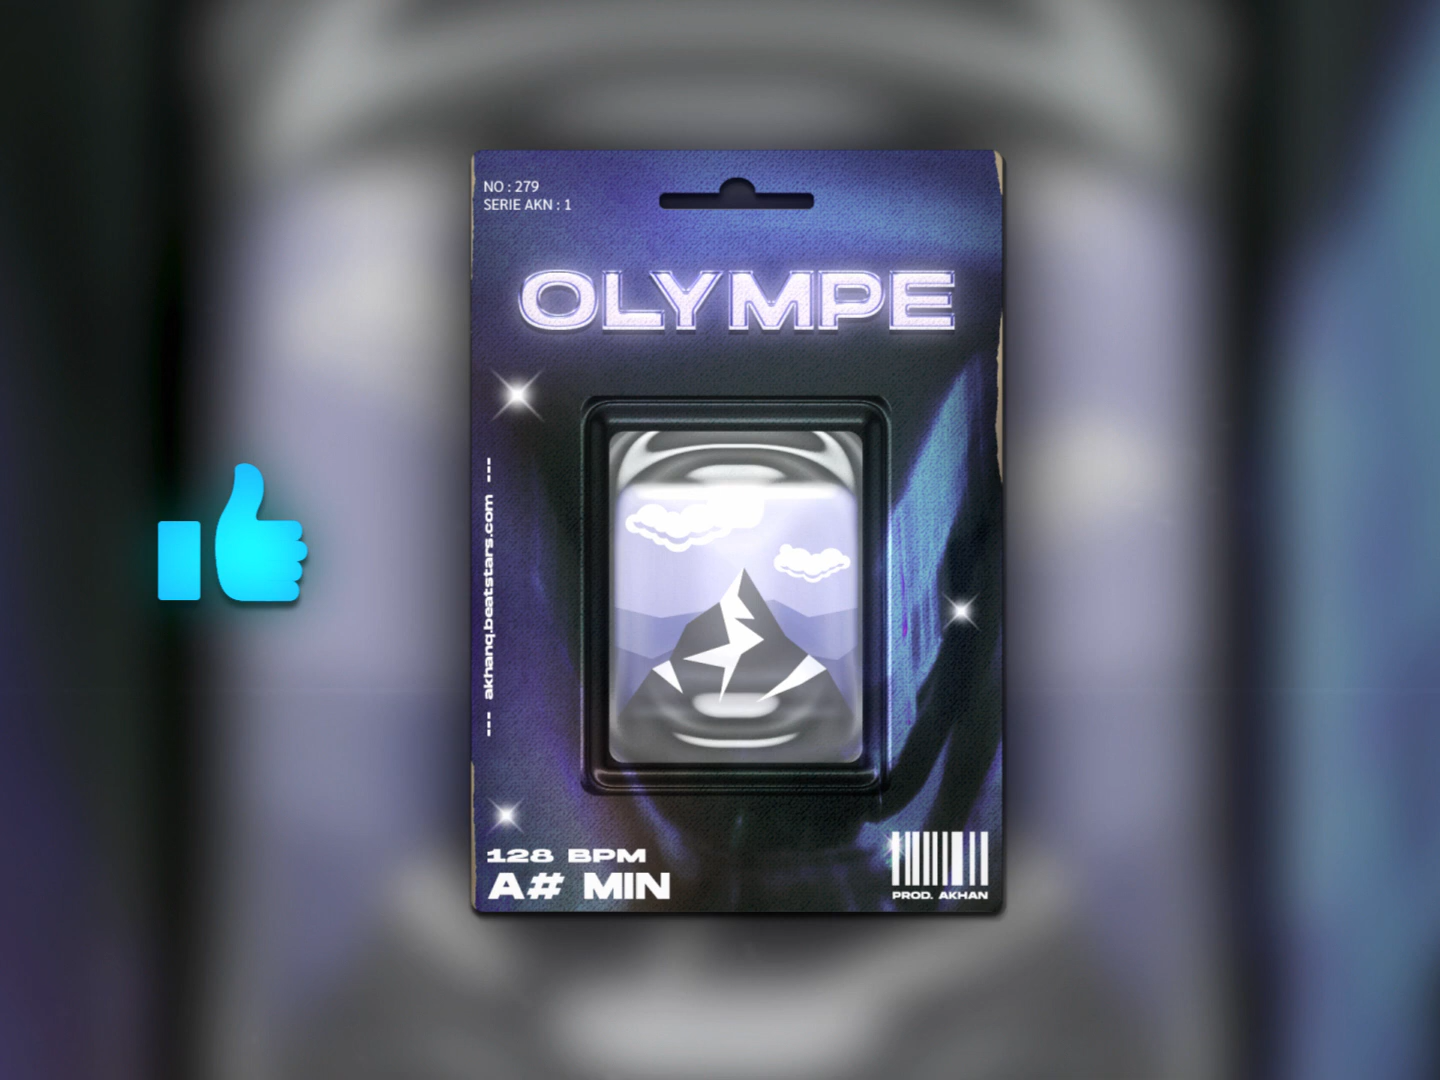 NO : 279
SERIE AKN : 1
OLYMPE
--- akhanq.beatstars.com ---
128 BPM
A# MIN
PROD. AKHAN